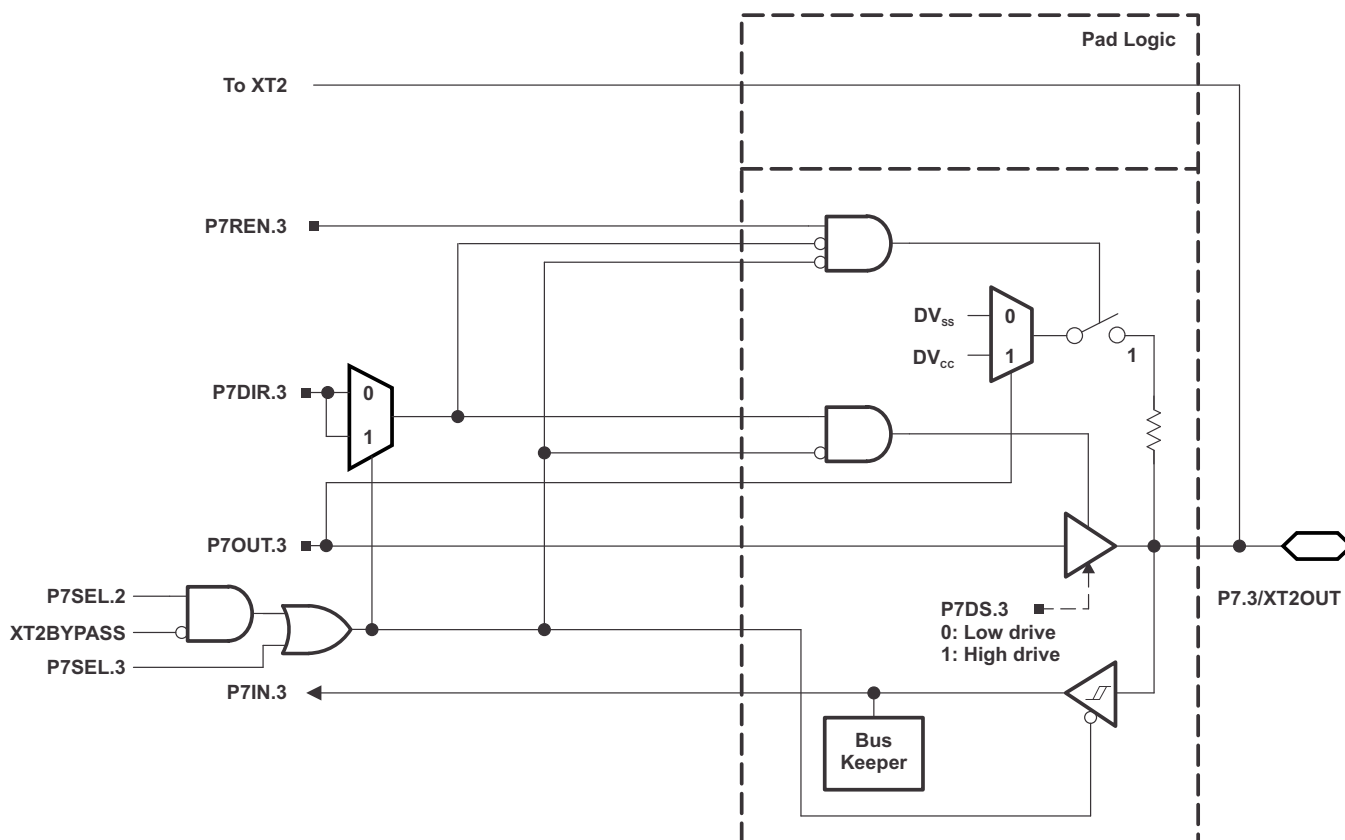 Pad Logic
To XT2
P7REN.3
DVSS
0
DVCC
1
1
P7DIR.3
0
1
P7OUT.3
P7SEL.2
XT2BYPASS
P7SEL.3
P7DS.3
0: Low drive
1: High drive
P7.3/XT2OUT
P7IN.3
Bus
Keeper